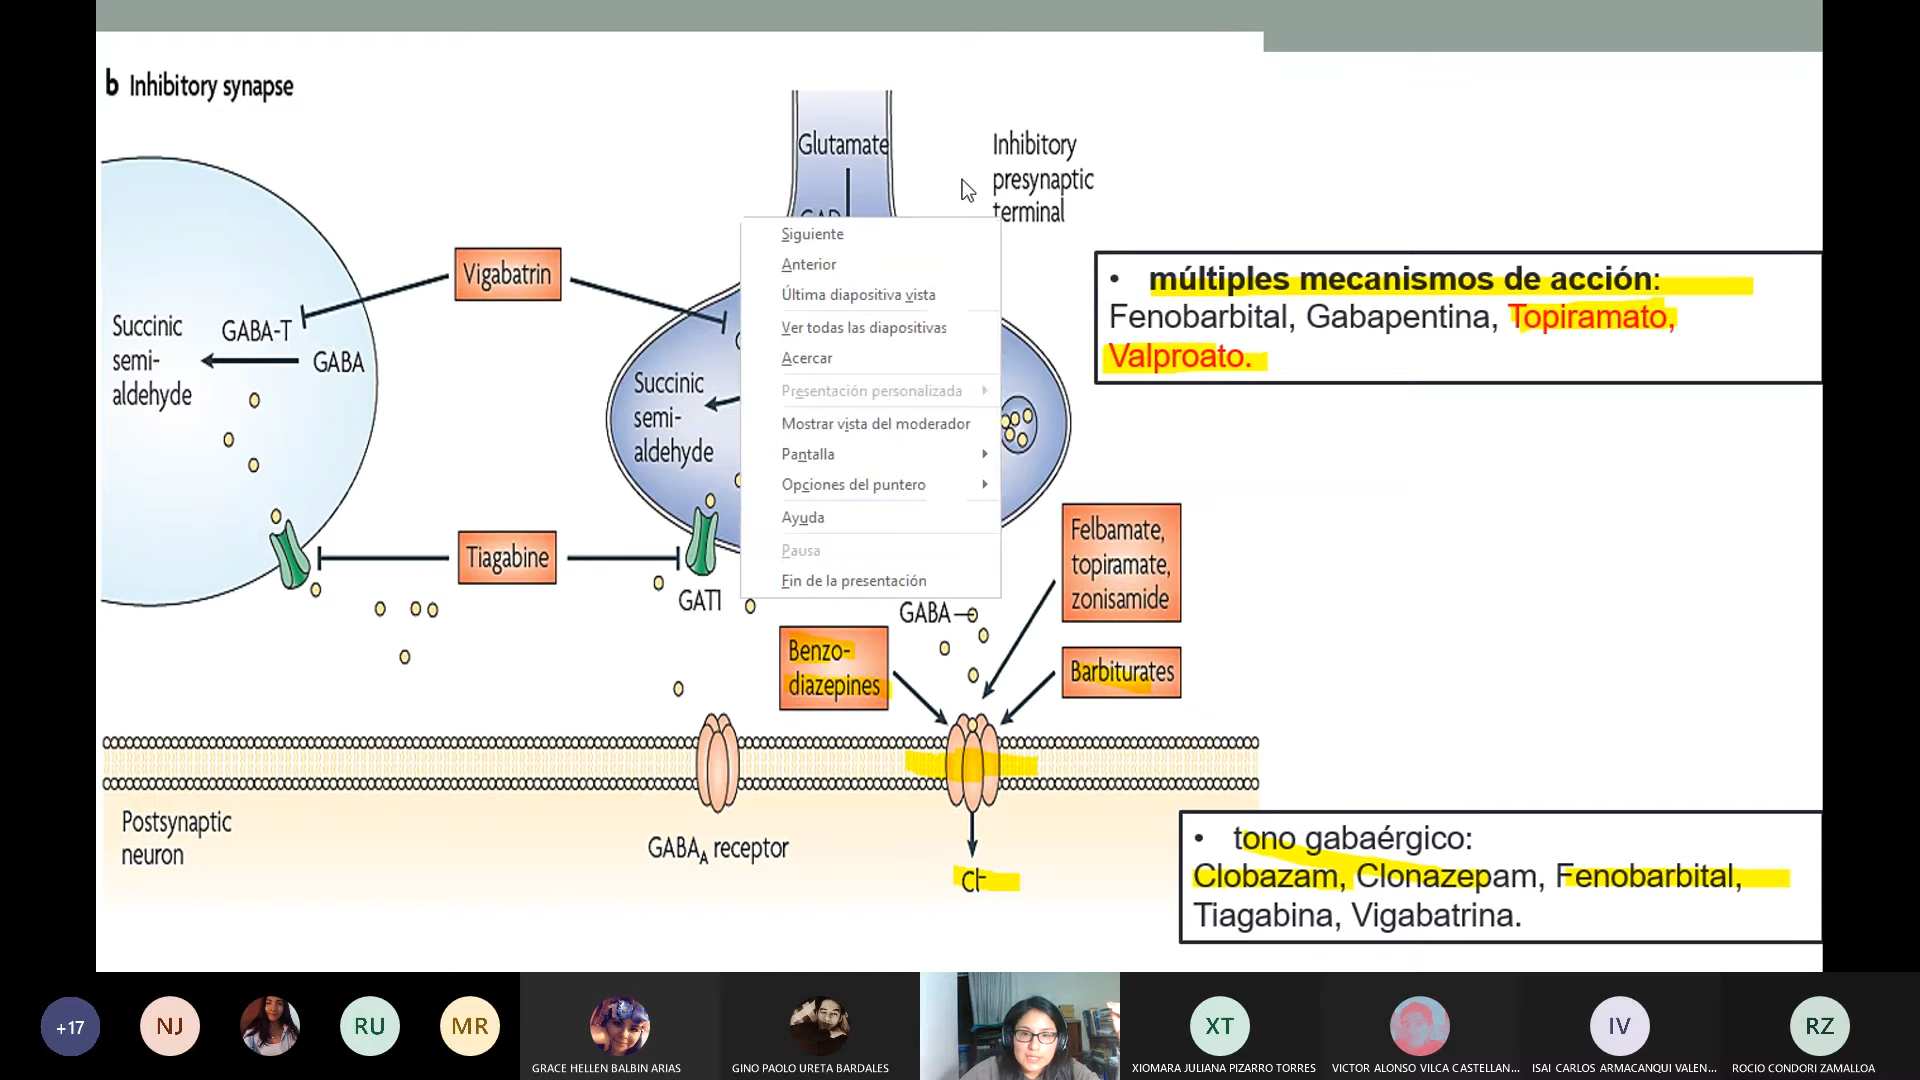 b Inhibitory synapse
Glutamate
Inhibitory
presynaptic
terminal
GAD
Vigabatrin
Succinic
semi-
aldehyde
GABA-T
GABA
Succinic
semi-
aldehyde
Siguiente
Anterior
Última diapositiva vista
Ver todas las diapositivas
Acercar
Presentación personalizada
Mostrar vista del moderador
Pantalla
Opciones del puntero
Ayuda
Pausa
Fin de la presentación
• múltiples mecanismos de acción:
Fenobarbital, Gabapentina, Topiramato,
Valproato.
Tiagabine
GAT1
GABA
Felbamate,
topiramate,
zonisamide
Benzo-
diazepines
Barbiturates
Postsynaptic
neuron
GABAA receptor
Cl-
• tono gabaérgico:
Clobazam, Clonazepam, Fenobarbital,
Tiagabina, Vigabatrina.
+17
NJ
RU
MR
GRACE HELLEN BALBIN ARIAS
GINO PAOLO URETA BARDALES
XT
XIOMARA JULIANA PIZARRO TORRES
VICTOR ALONSO VILCA CASTELLAN...
IV
ISAI CARLOS ARMACANQUI VALEN...
RZ
ROCIO CONDORI ZAMALLOA